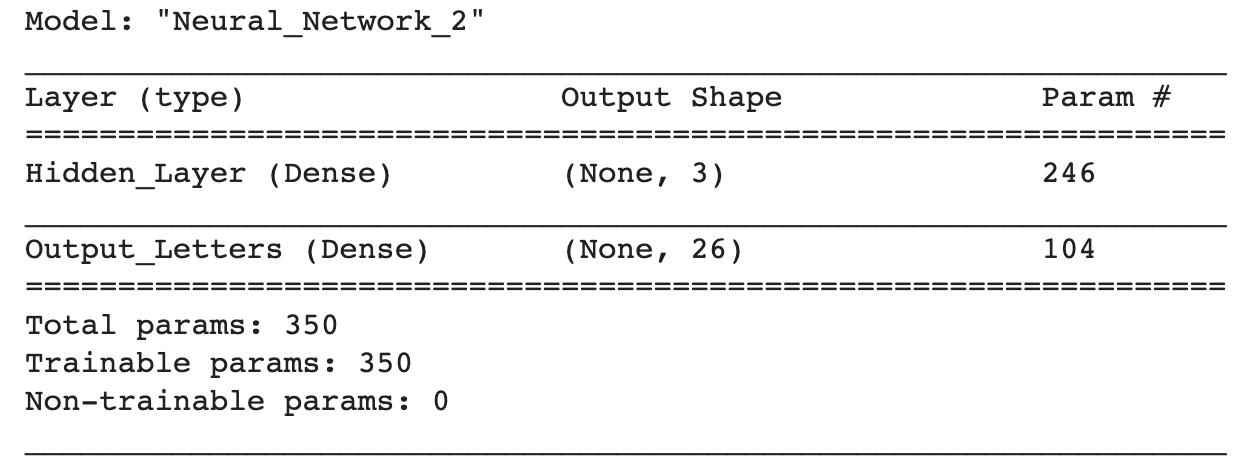 Model: "Neural_Network_2"
Layer (type) Output Shape Param #
Hidden_Layer (Dense) (None, 3) 246
Output_Letters (Dense) (None, 26) 104
Total params: 350
Trainable params: 350
Non-trainable params: 0